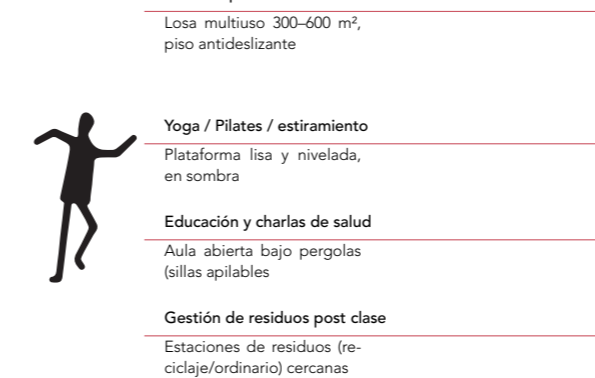 Losa multiuso 300–600 m²,
piso antideslizante
Yoga / Pilates / estiramiento
Plataforma lisa y nivelada,
en sombra
Educación y charlas de salud
Aula abierta bajo pergolas
(sillas apilables
Gestión de residuos post clase
Estaciones de residuos (re-
ciclaje/ordinario) cercanas